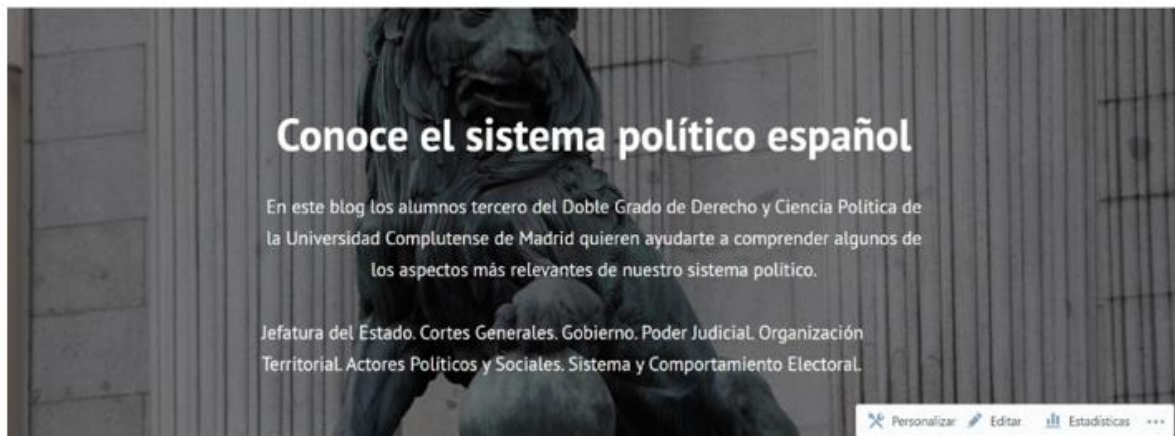 Conoce el sistema político español
En este blog los alumnos tercero del Doble Grado de Derecho y Ciencia Política de
la Universidad Complutense de Madrid quieren ayudarte a comprender algunos de
los aspectos más relevantes de nuestro sistema político.
Jefatura del Estado. Cortes Generales. Gobierno. Poder Judicial. Organización
Territorial. Actores Políticos y Sociales. Sistema y Comportamiento Electoral.
Personalizar Editar Estadísticas ...